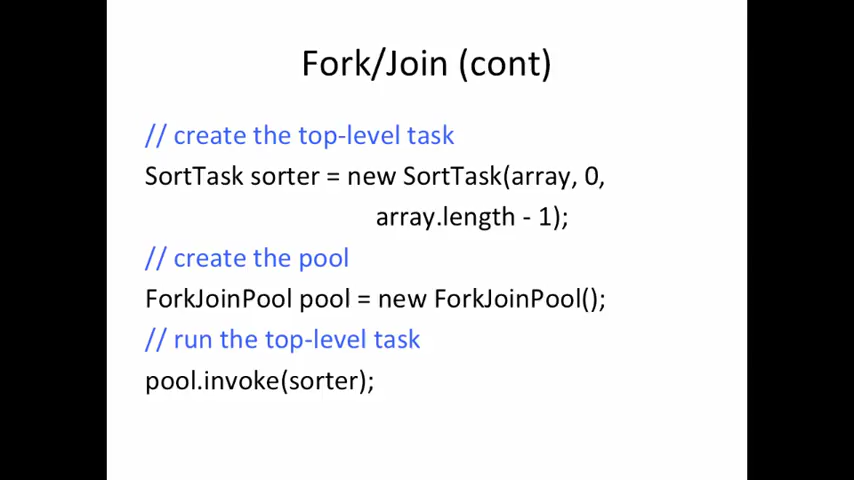 Fork/Join (cont)
// create the top-level task
SortTask sorter = new SortTask(array, 0,
array.length - 1);
// create the pool
ForkJoinPool pool = new ForkJoinPool();
// run the top-level task
pool.invoke(sorter);